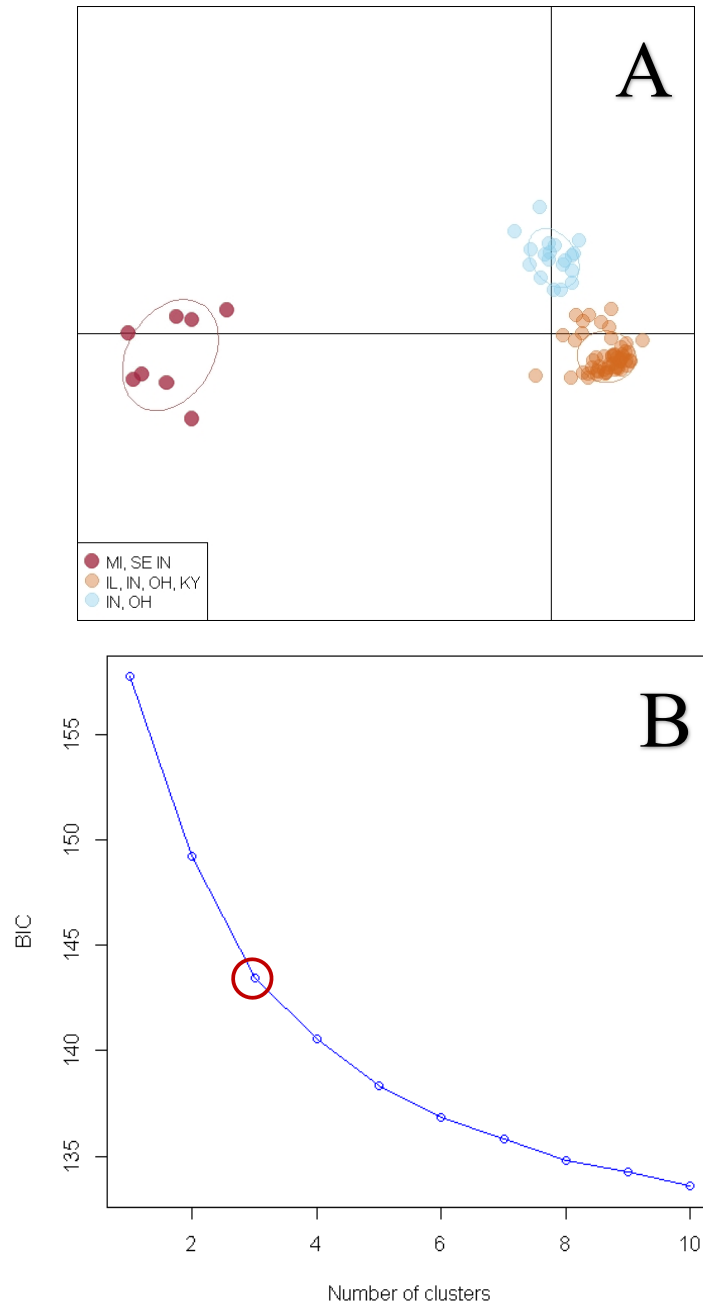 A
MI, SE IN
IL, IN, OH, KY
IN, OH
B
155
150
145
140
135
BIC
2 4 6 8 10
Number of clusters